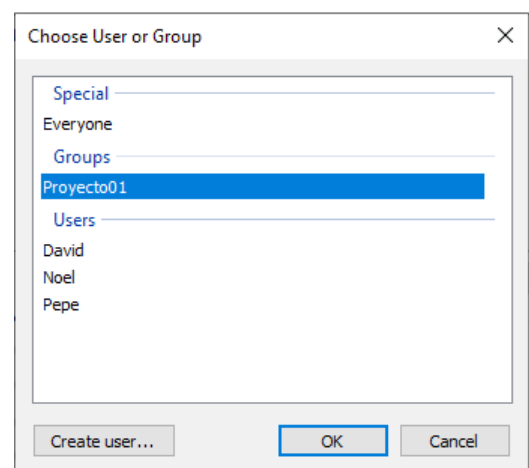 Choose User or Group
Special
Everyone
Groups
Proyecto01
Users
David
Noel
Pepe
Create user... OK Cancel